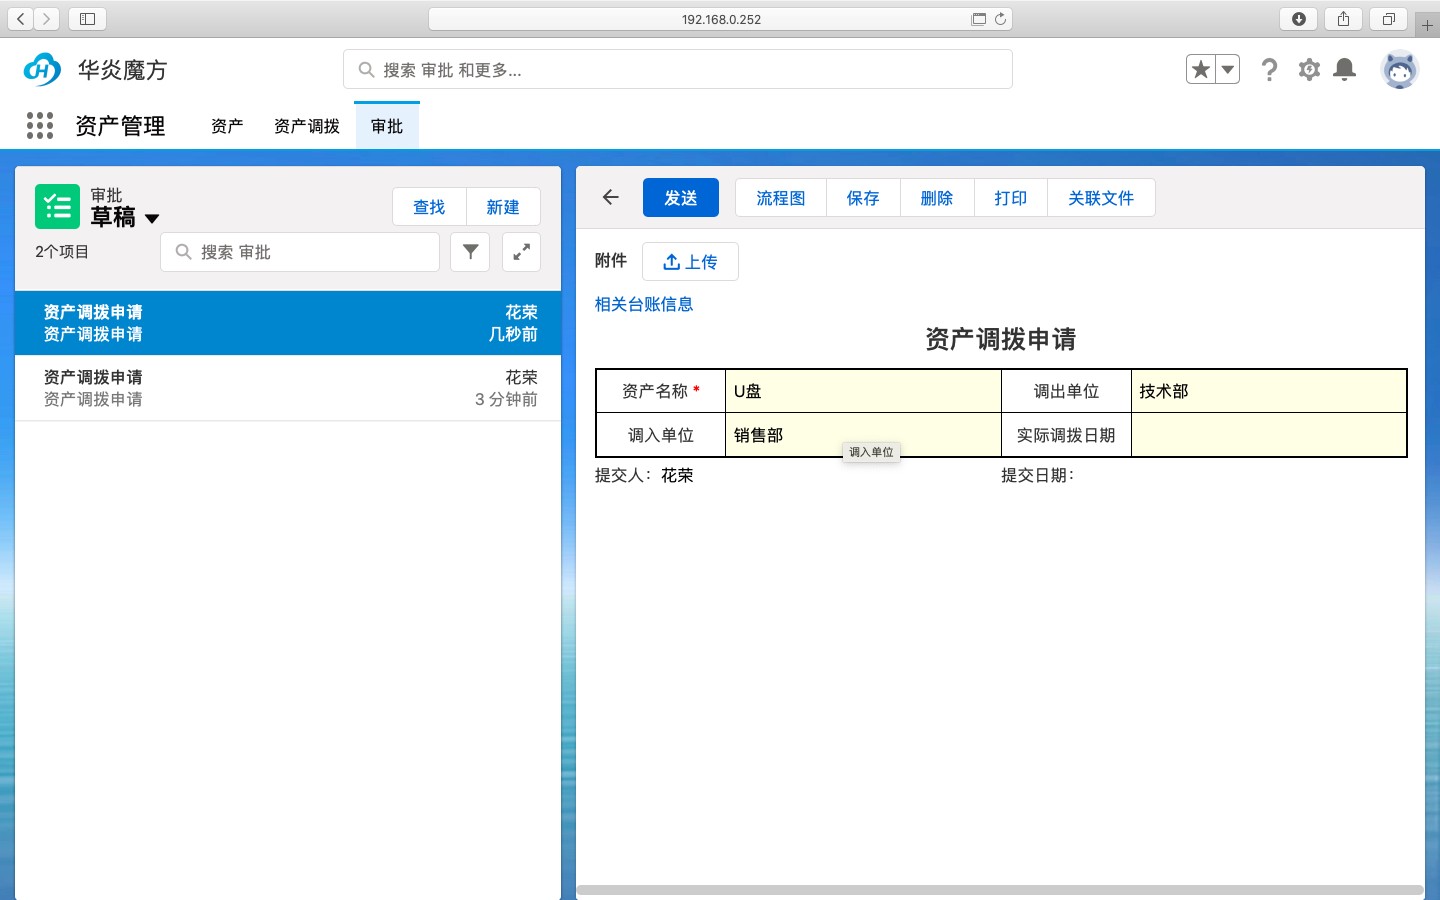 192.168.0.252
华炎魔方
搜索 审批 和更多...
资产管理
资产
资产调拨
审批
审批
草稿
查找
新建
2个项目
搜索 审批
资产调拨申请 花荣
资产调拨申请 几秒前
资产调拨申请 花荣
资产调拨申请 3 分钟前
发送
流程图
保存
删除
打印
关联文件
附件
上传
相关台账信息
资产调拨申请
资产名称 * U盘 调出单位 技术部
调入单位 销售部 实际调拨日期
调入单位
提交人：花荣 提交日期：